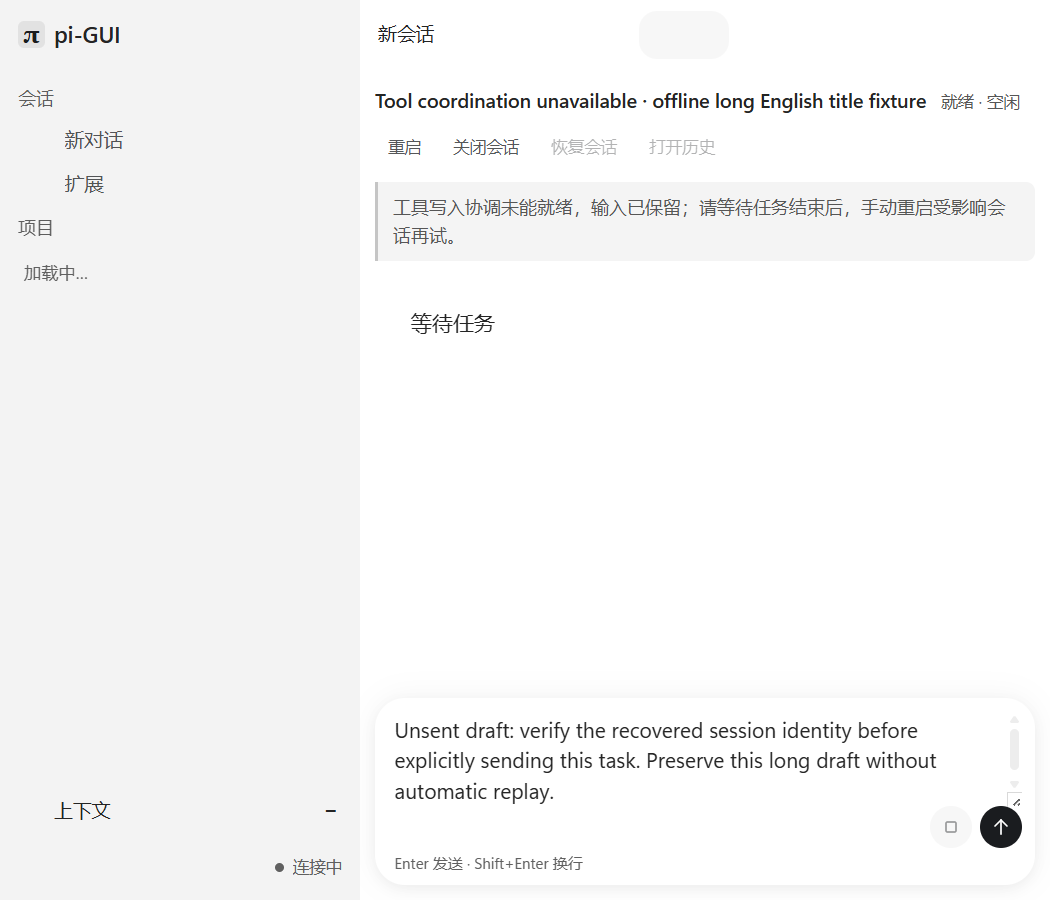 π pi-GUI
会话
新对话
扩展
项目
加载中...
上下文
–
连接中
新会话
Tool coordination unavailable · offline long English title fixture 就绪 · 空闲
重启 关闭会话 恢复会话 打开历史
工具写入协调未能就绪，输入已保留；请等待任务结束后，手动重启受影响会
话再试。
等待任务
Unsent draft: verify the recovered session identity before
explicitly sending this task. Preserve this long draft without
automatic replay.
Enter 发送 · Shift+Enter 换行